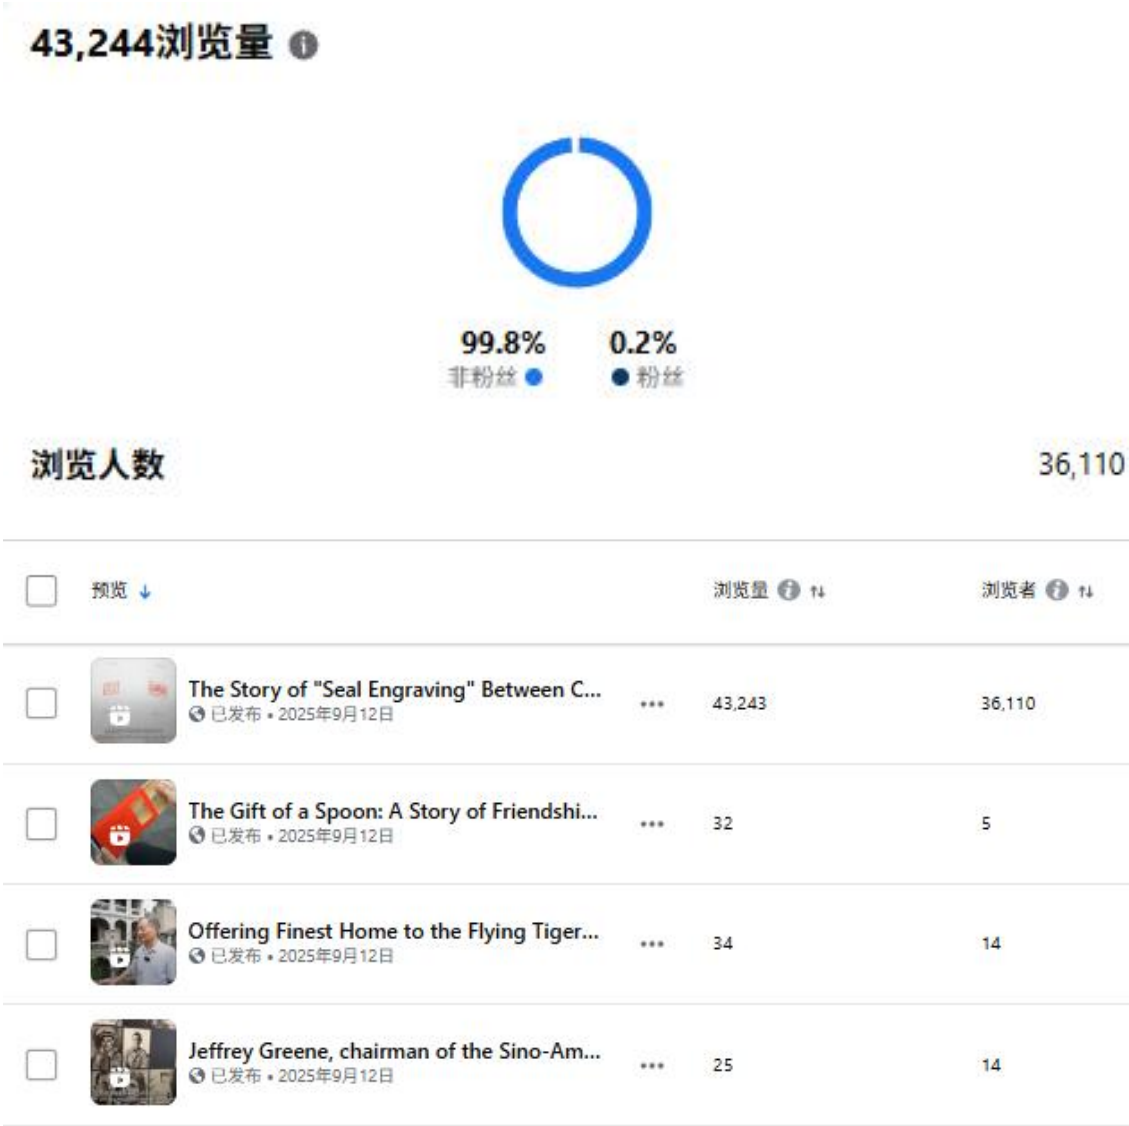 43,244浏览量
99.8% 0.2%
非粉丝 粉丝
浏览人数 36,110
预览 浏览量 浏览者
The Story of "Seal Engraving" Between C... 43,243 36,110
已发布 • 2025年9月12日
The Gift of a Spoon: A Story of Friendshi... 32 5
已发布 • 2025年9月12日
Offering Finest Home to the Flying Tiger... 34 14
已发布 • 2025年9月12日
Jeffrey Greene, chairman of the Sino-Am... 25 14
已发布 • 2025年9月12日